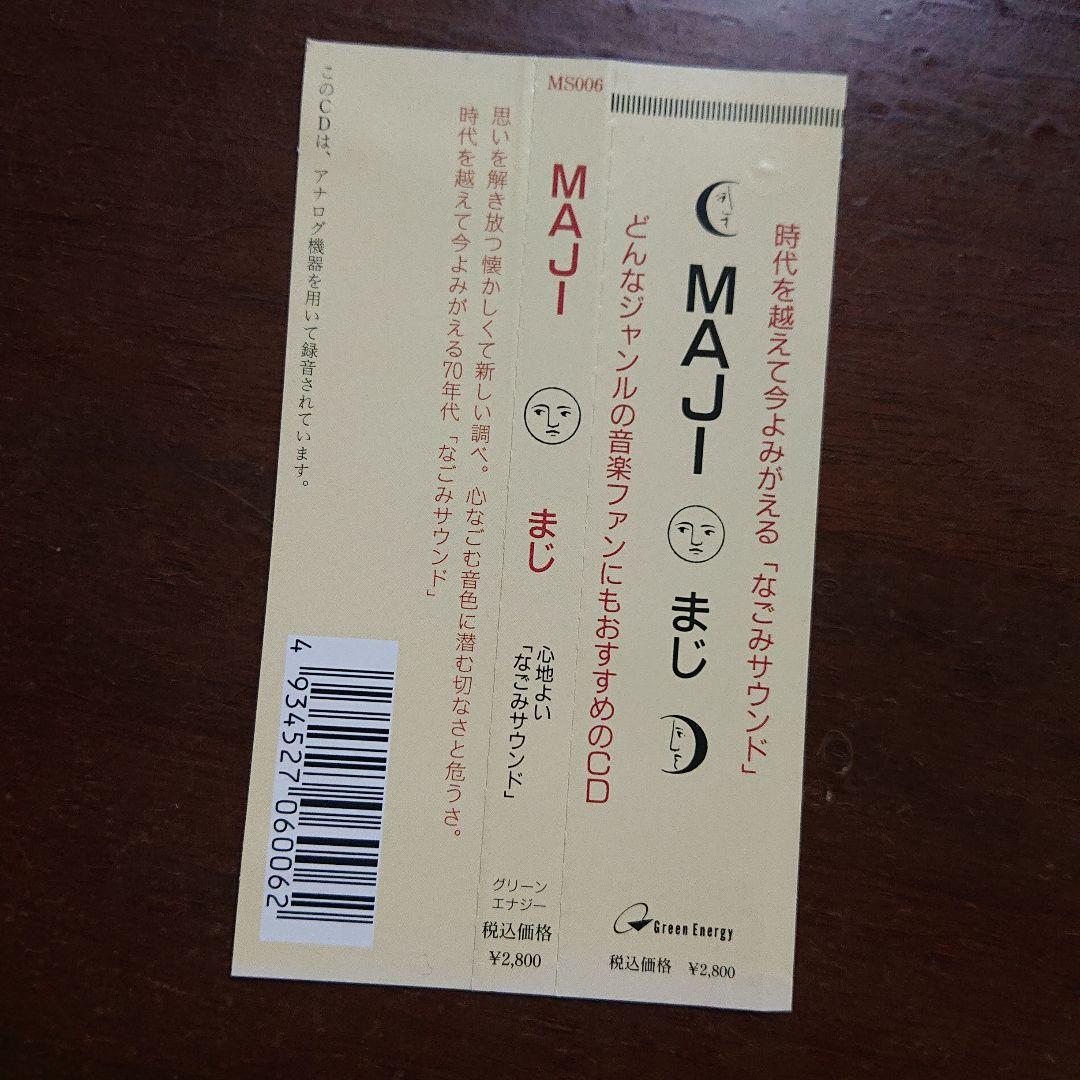 時代を越えて今よみがえる「なごみサウンド」
MAJI まじ
どんなジャンルの音楽ファンにもおすすめのCD
Green Energy
税込価格 ¥2,800
MS006
MAJI まじ
心地よい
「なごみサウンド」
グリーン
エナジー
税込価格
¥2,800
思いを解き放つ懐かしくて新しい調べ。心なごむ音色に潜む切なさと危うさ。
時代を越えて今よみがえる70年代「なごみサウンド」
このCDは、アナログ機器を用いて録音されています。
4 934527 060062